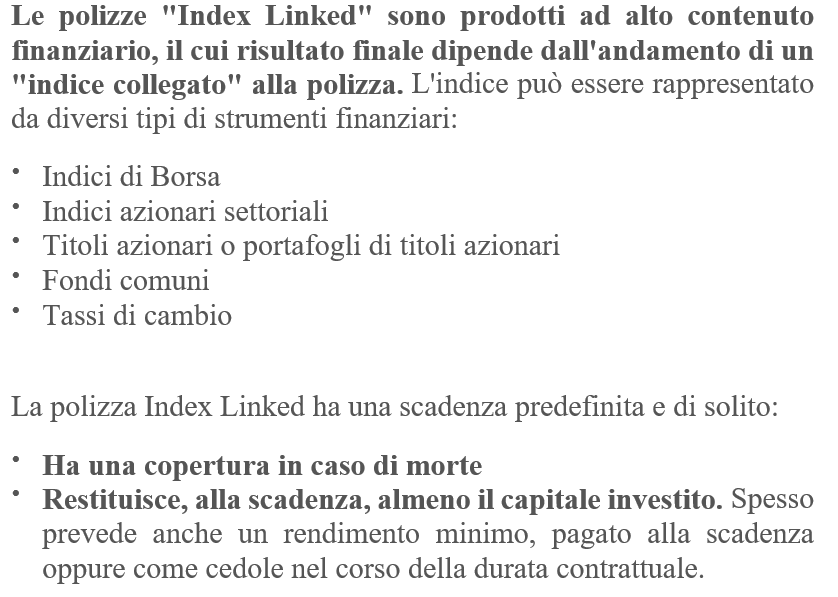 Le polizze "Index Linked" sono prodotti ad alto contenuto
finanziario, il cui risultato finale dipende dall'andamento di un
"indice collegato" alla polizza. L'indice può essere rappresentato
da diversi tipi di strumenti finanziari:
• Indici di Borsa
• Indici azionari settoriali
• Titoli azionari o portafogli di titoli azionari
• Fondi comuni
• Tassi di cambio
La polizza Index Linked ha una scadenza predefinita e di solito:
• Ha una copertura in caso di morte
• Restituisce, alla scadenza, almeno il capitale investito. Spesso
prevede anche un rendimento minimo, pagato alla scadenza
oppure come cedole nel corso della durata contrattuale.